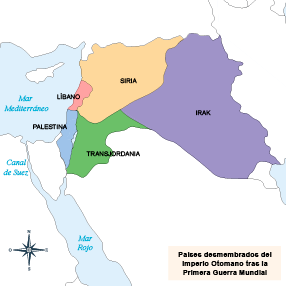 SIRIA
Mar
Mediterráneo
LÍBANO
IRAK
PALESTINA
TRANSJORDANIA
Canal
de Suez
Mar
Rojo
Países desmembrados del
Imperio Otomano tras la
Primera Guerra Mundial